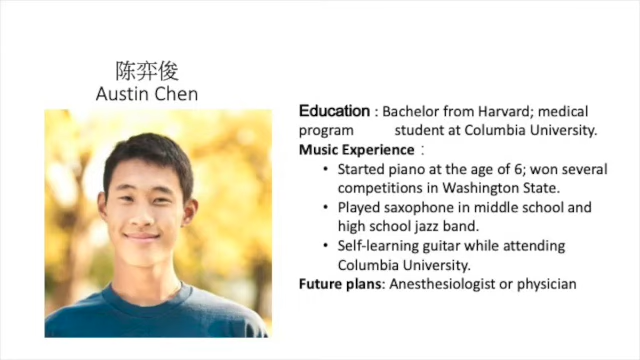 陈弈俊
Austin Chen
Education : Bachelor from Harvard; medical
program student at Columbia University.
Music Experience：
• Started piano at the age of 6; won several
competitions in Washington State.
• Played saxophone in middle school and
high school jazz band.
• Self-learning guitar while attending
Columbia University.
Future plans: Anesthesiologist or physician